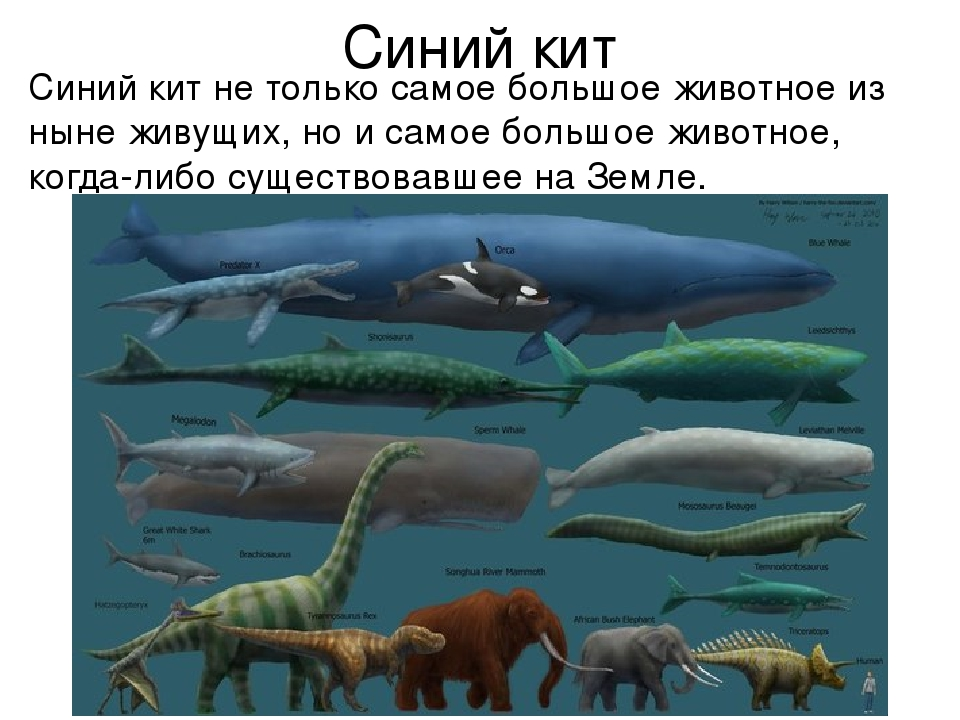 Синий кит
Синий кит не только самое большое животное из
ныне живущих, но и самое большое животное,
когда-либо существовавшее на Земле.
Blue Whale
Orca
Predator X
Leedsichthys
Shonisaurus
Megalodon
Sperm Whale
Leviathan Melville
Mososaurus Beaugei
Great White Shark
6m
Brachiosaurus
Songhua River Mammoth
Temnodontosaurus
Hatzegopteryx
Tyrannosaurus Rex
African Bush Elephant
Triceratops
Human